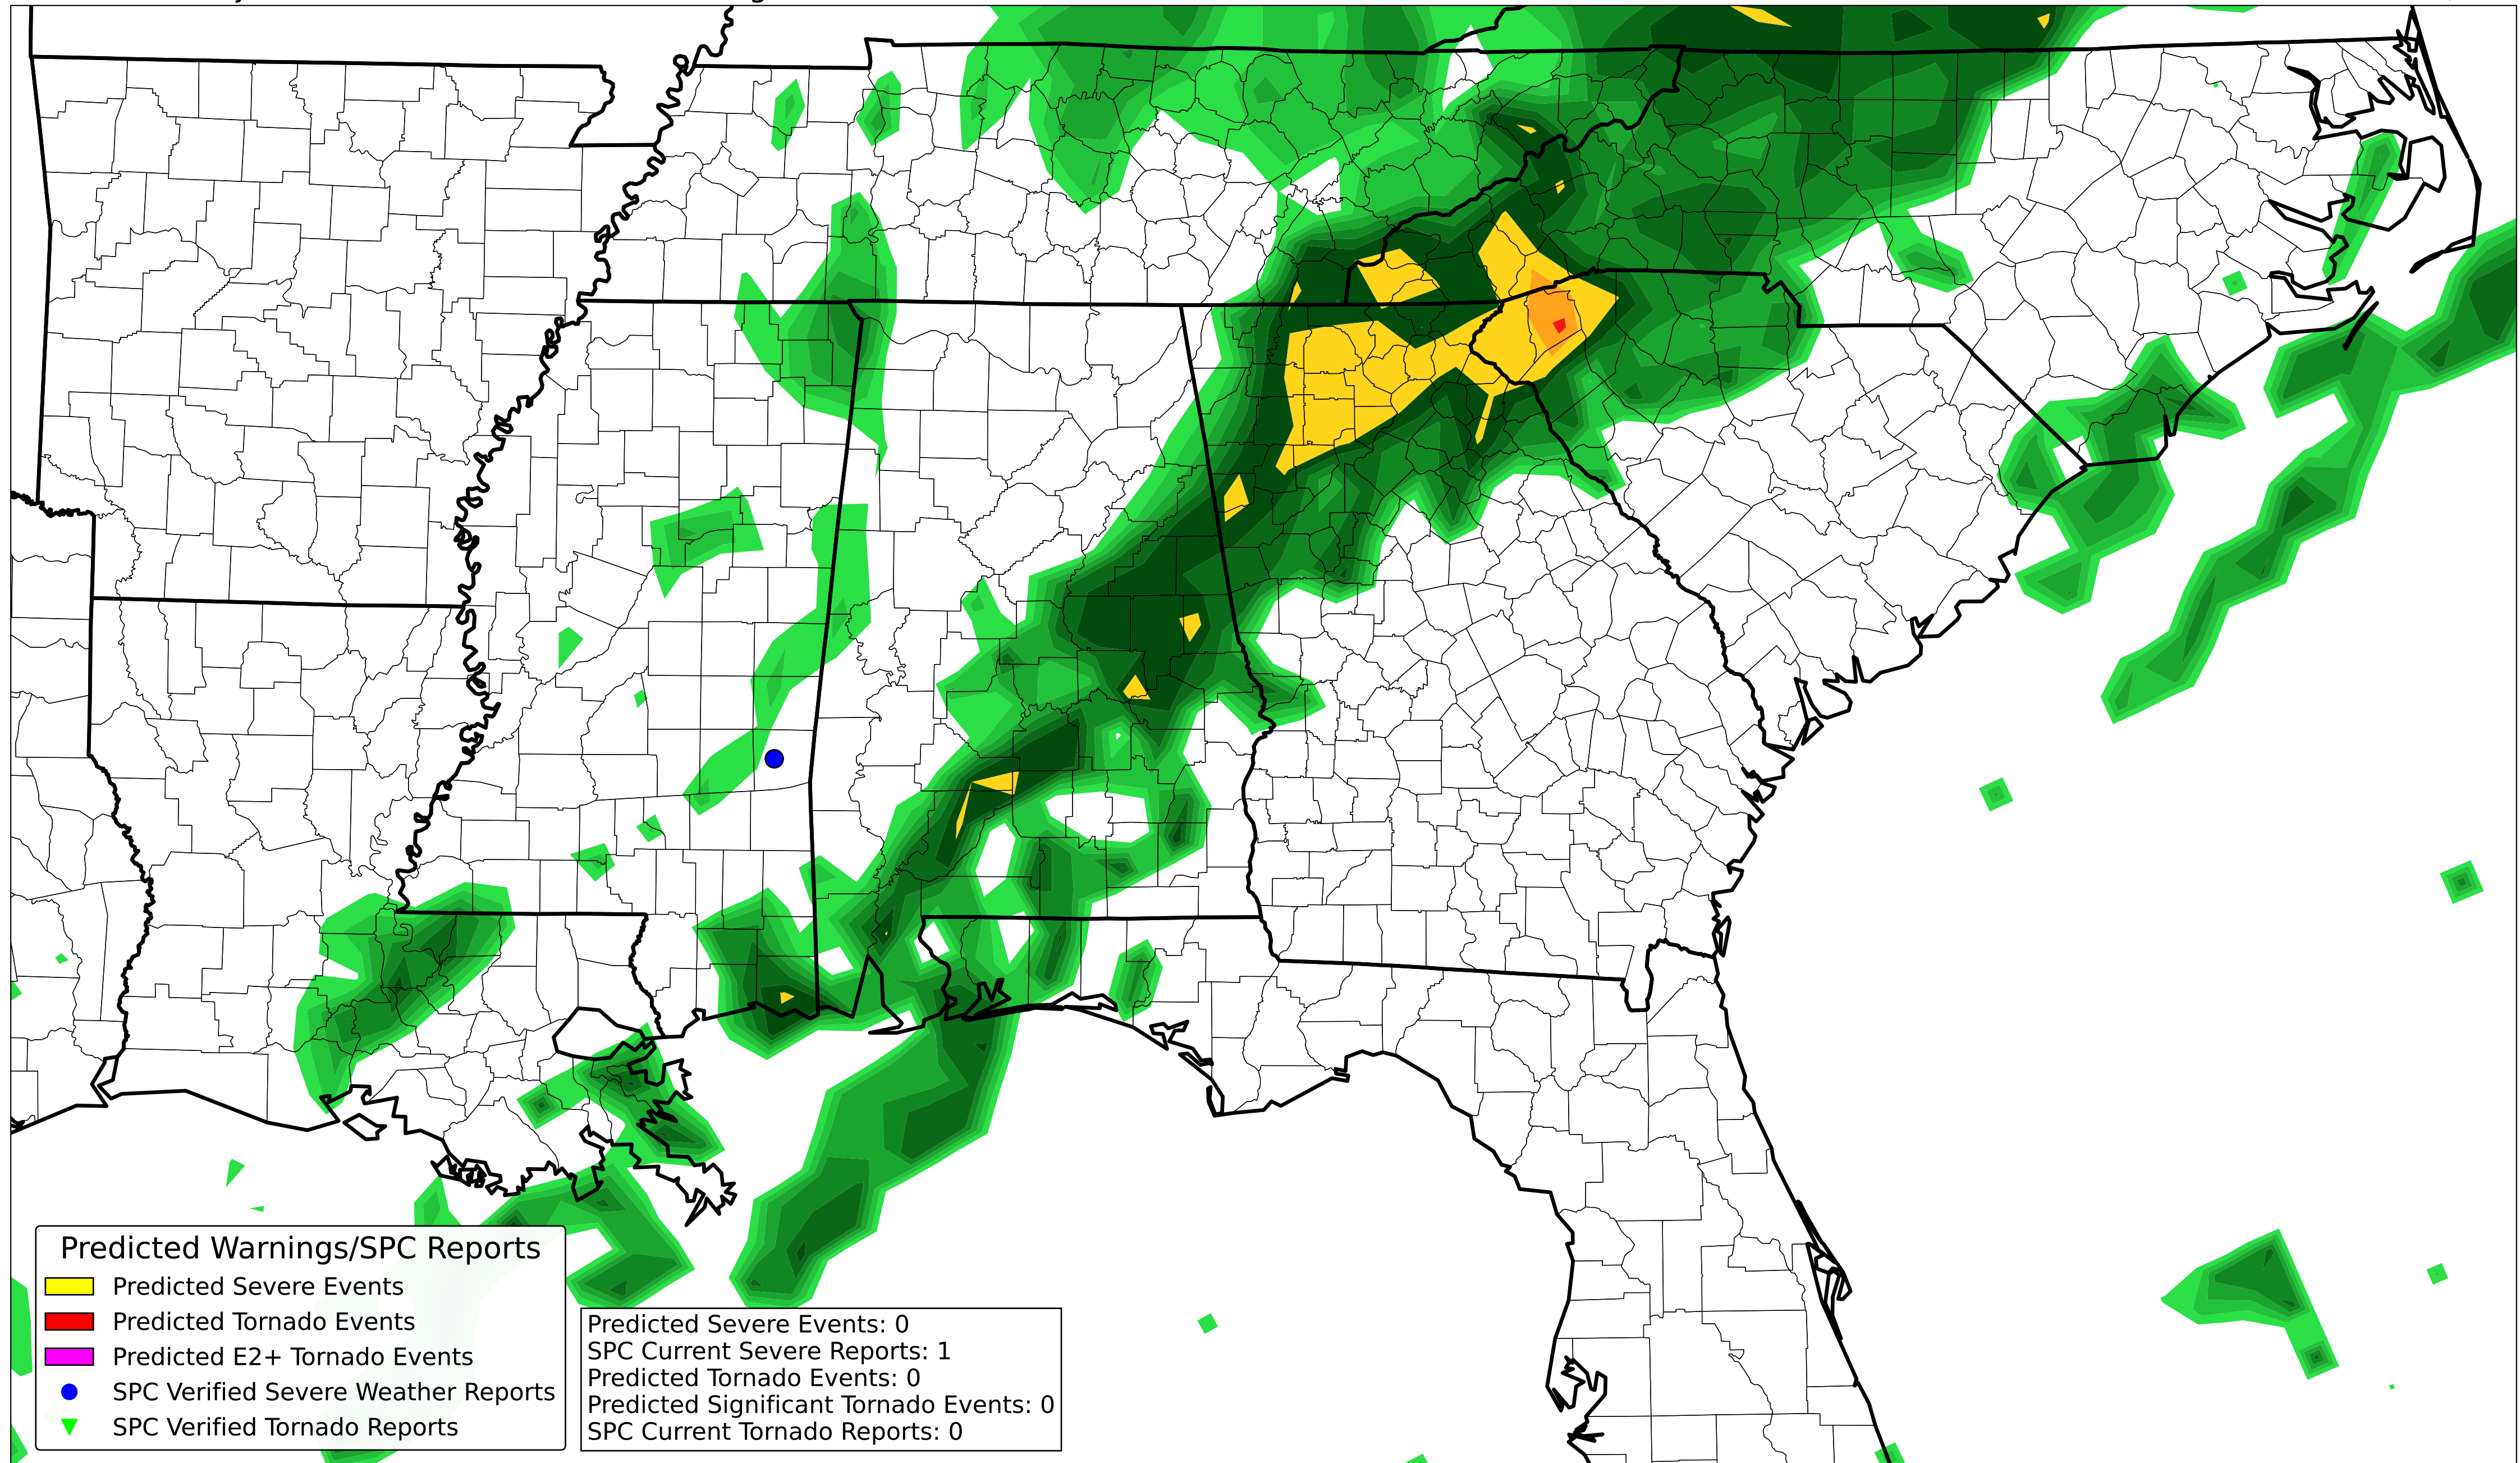 Predicted Warnings/SPC Reports
Predicted Severe Events
Predicted Tornado Events
Predicted E2+ Tornado Events
SPC Verified Severe Weather Reports
SPC Verified Tornado Reports
Predicted Severe Events: 0
SPC Current Severe Reports: 1
Predicted Tornado Events: 0
Predicted Significant Tornado Events: 0
SPC Current Tornado Reports: 0